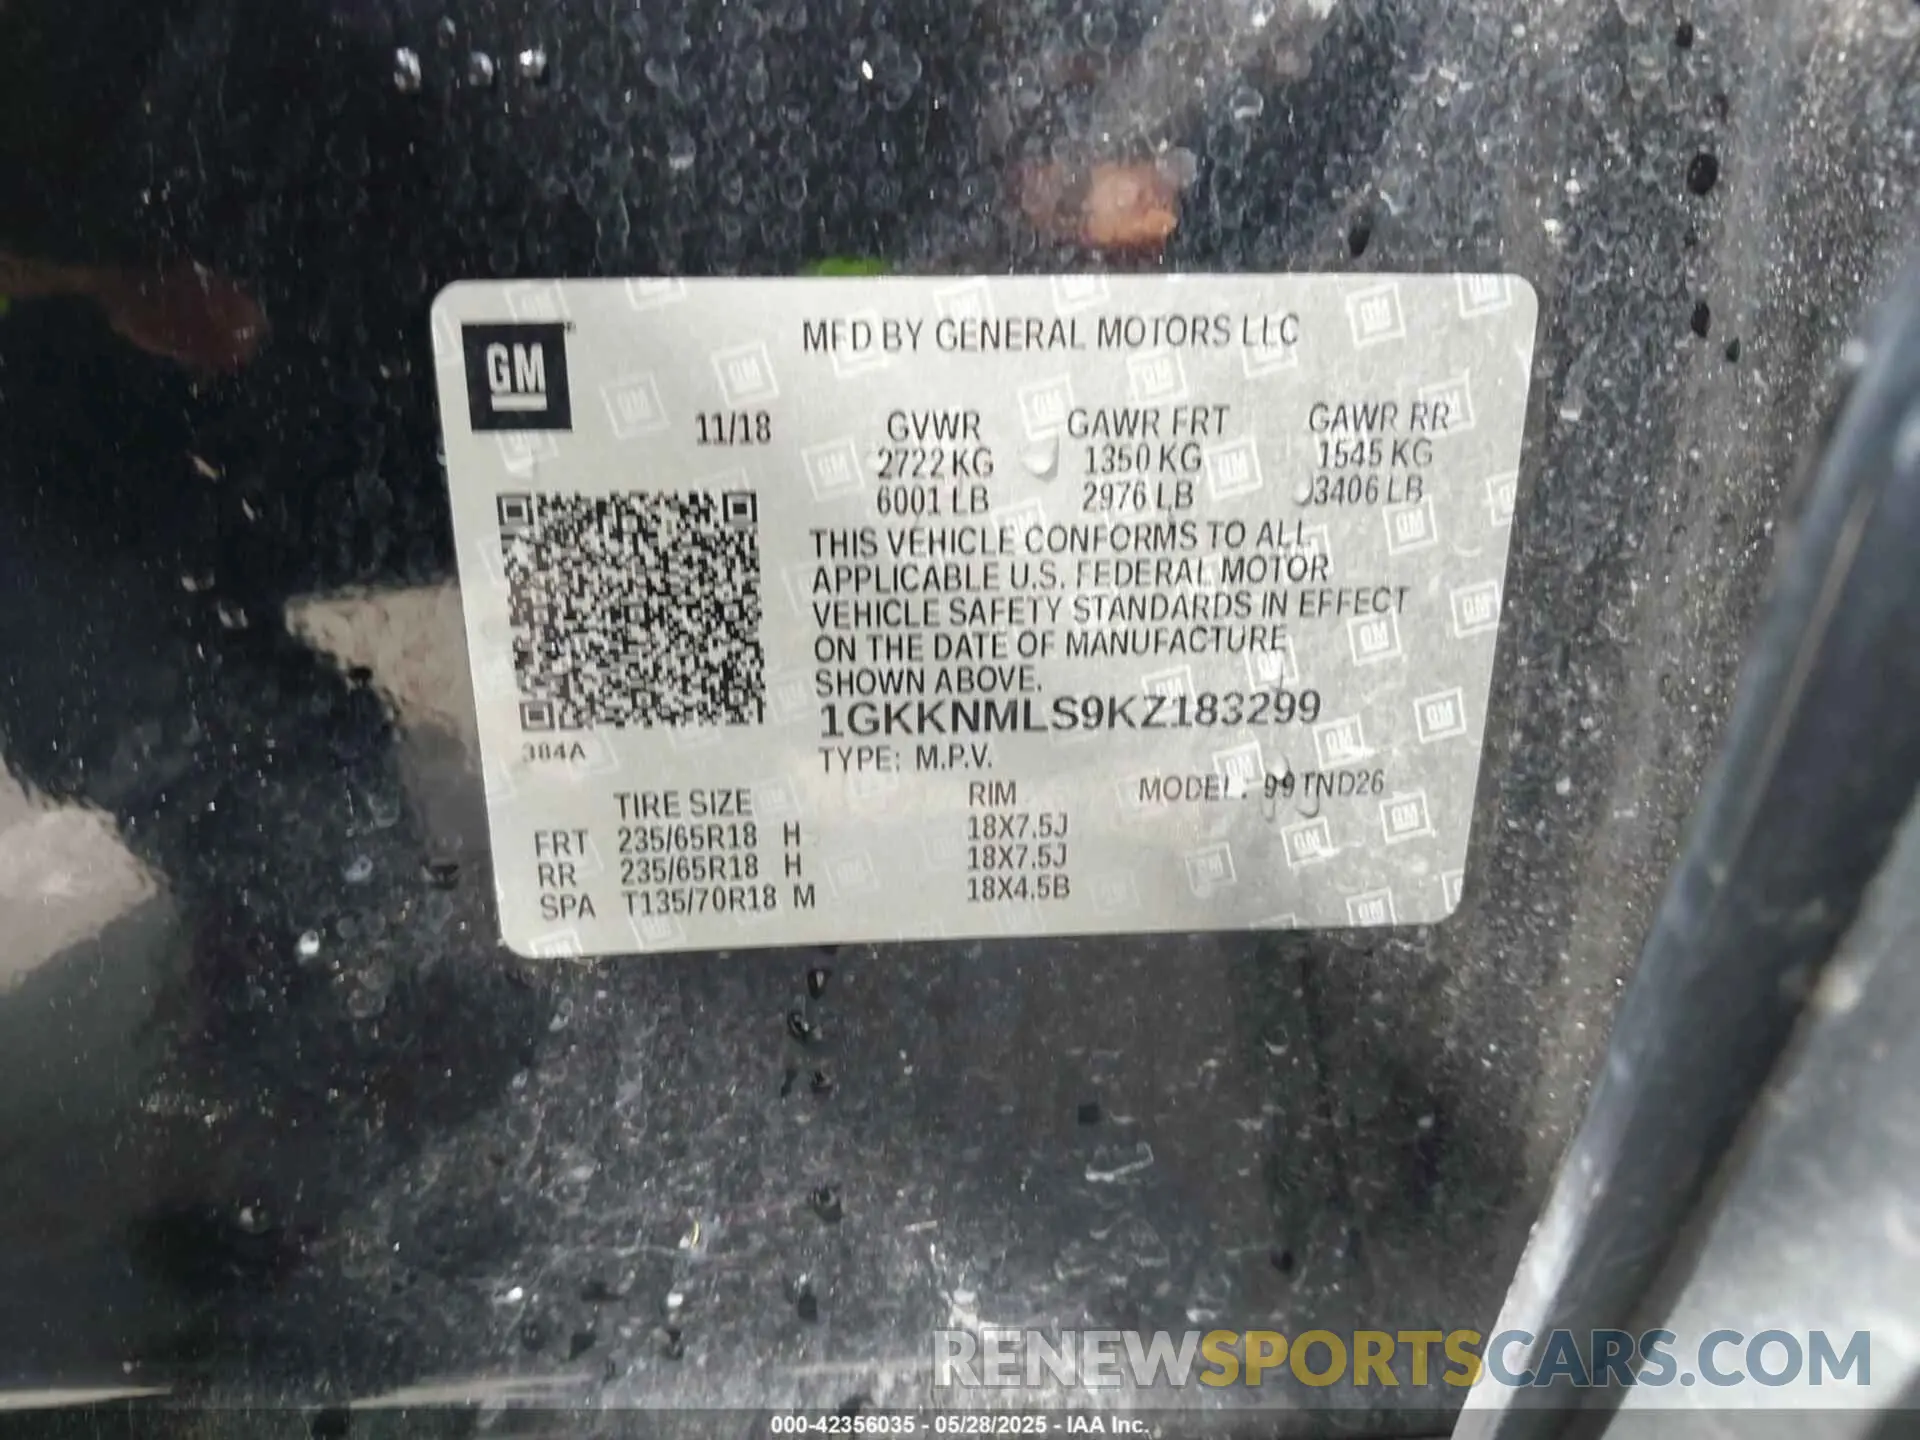 GM
MFD BY GENERAL MOTORS LLC
11/18 GVWR GAWR FRT GAWR RR
2722 KG 1350 KG 1545 KG
6001 LB 2976 LB 3406 LB
THIS VEHICLE CONFORMS TO ALL
APPLICABLE U.S. FEDERAL MOTOR
VEHICLE SAFETY STANDARDS IN EFFECT
ON THE DATE OF MANUFACTURE
SHOWN ABOVE.
1GKKNMLS9KZ183299
384A
TYPE: M.P.V.
MODEL: 99TND26
TIRE SIZE RIM
FRT 235/65R18 H 18X7.5J
RR 235/65R18 H 18X7.5J
SPA T135/70R18 M 18X4.5B
RENEWSPORTSCARS.COM
000-42356035 - 05/28/2025 - IAA Inc.